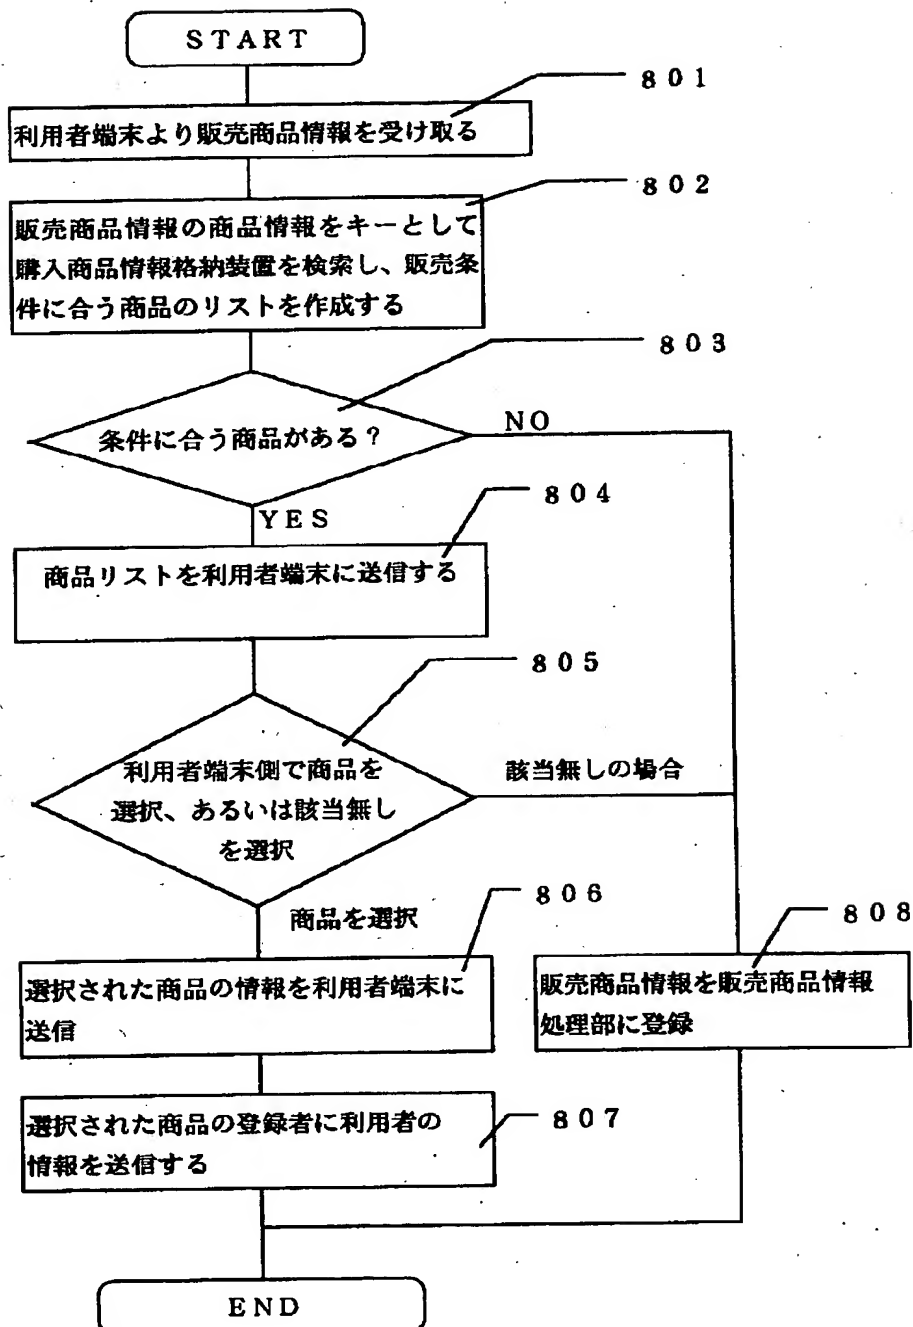 START
801
利用者端末より販売商品情報を受け取る
802
販売商品情報の商品情報をキーとして
購入商品情報格納装置を検索し、販売条
件に合う商品のリストを作成する
803
条件に合う商品がある？
NO
YES
804
商品リストを利用者端末に送信する
805
利用者端末側で商品を
選択、あるいは該当無し
を選択
該当無しの場合
商品を選択
806
選択された商品の情報を利用者端末に
送信
808
販売商品情報を販売商品情報
処理部に登録
807
選択された商品の登録者に利用者の
情報を送信する
END